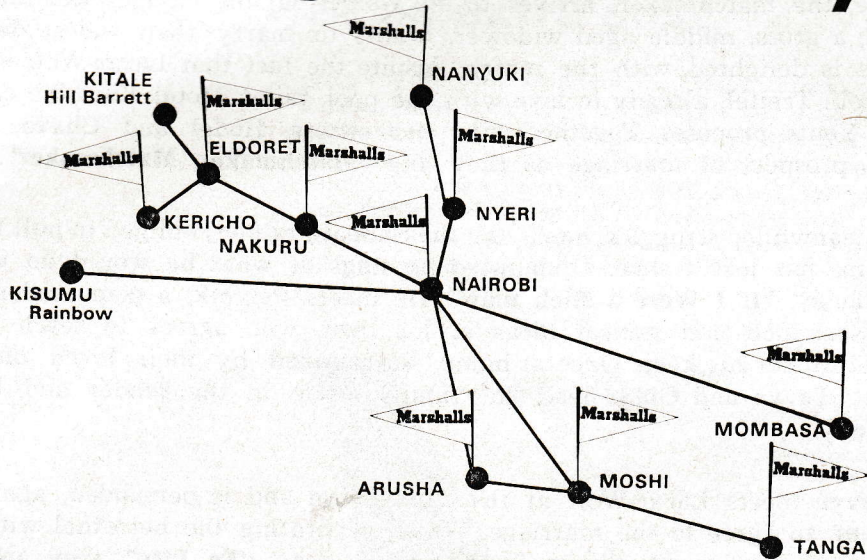 Marshalls
NANYUKI
KITALE
Hill Barrett
Marshalls
Marshalls
ELDORET
Marshalls
Marshalls
KERICHO
NAKURU
Marshalls
NYERI
KISUMU
Rainbow
NAIROBI
Marshalls
MOMBASA
Marshalls
Marshalls
ARUSHA
MOSHI
Marshalls
TANGA